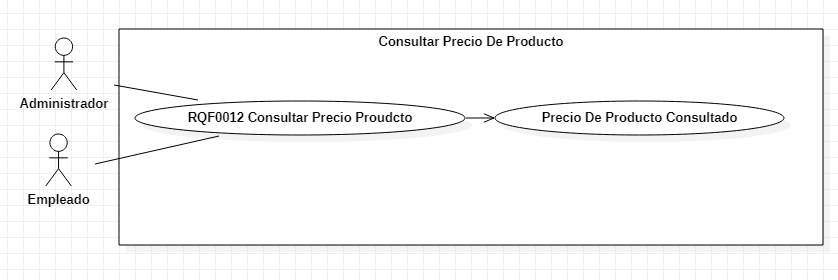 Consultar Precio De Producto
Administrador
RQF0012 Consultar Precio Proudcto
Precio De Producto Consultado
Empleado